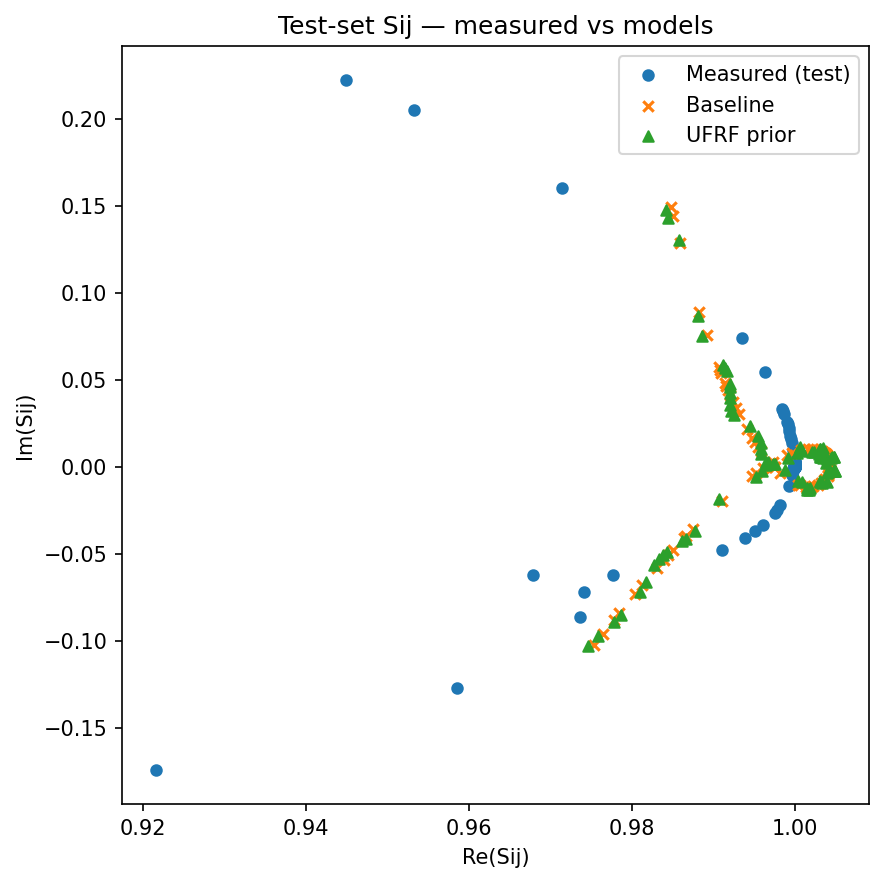 Test-set Sij — measured vs models
Measured (test)
Baseline
UFRF prior
Im(Sij)
0.20
0.15
0.10
0.05
0.00
−0.05
−0.10
−0.15
0.92 0.94 0.96 0.98 1.00
Re(Sij)